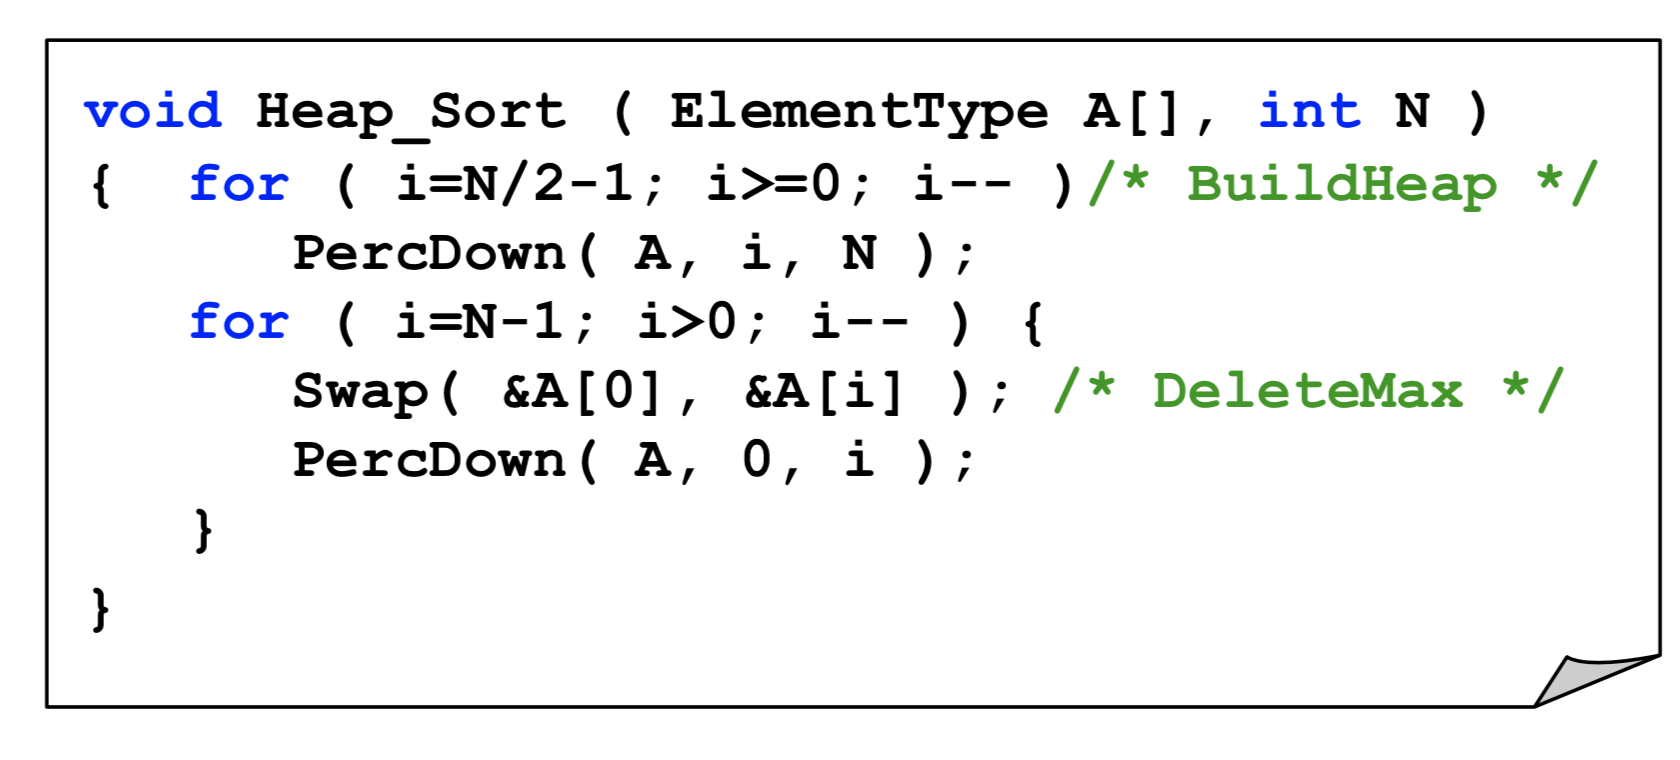 void Heap_Sort ( ElementType A[], int N )
{  for ( i=N/2-1; i>=0; i-- )/* BuildHeap */
      PercDown( A, i, N );
   for ( i=N-1; i>0; i-- ) {
      Swap( &A[0], &A[i] ); /* DeleteMax */
      PercDown( A, 0, i );
   }
}